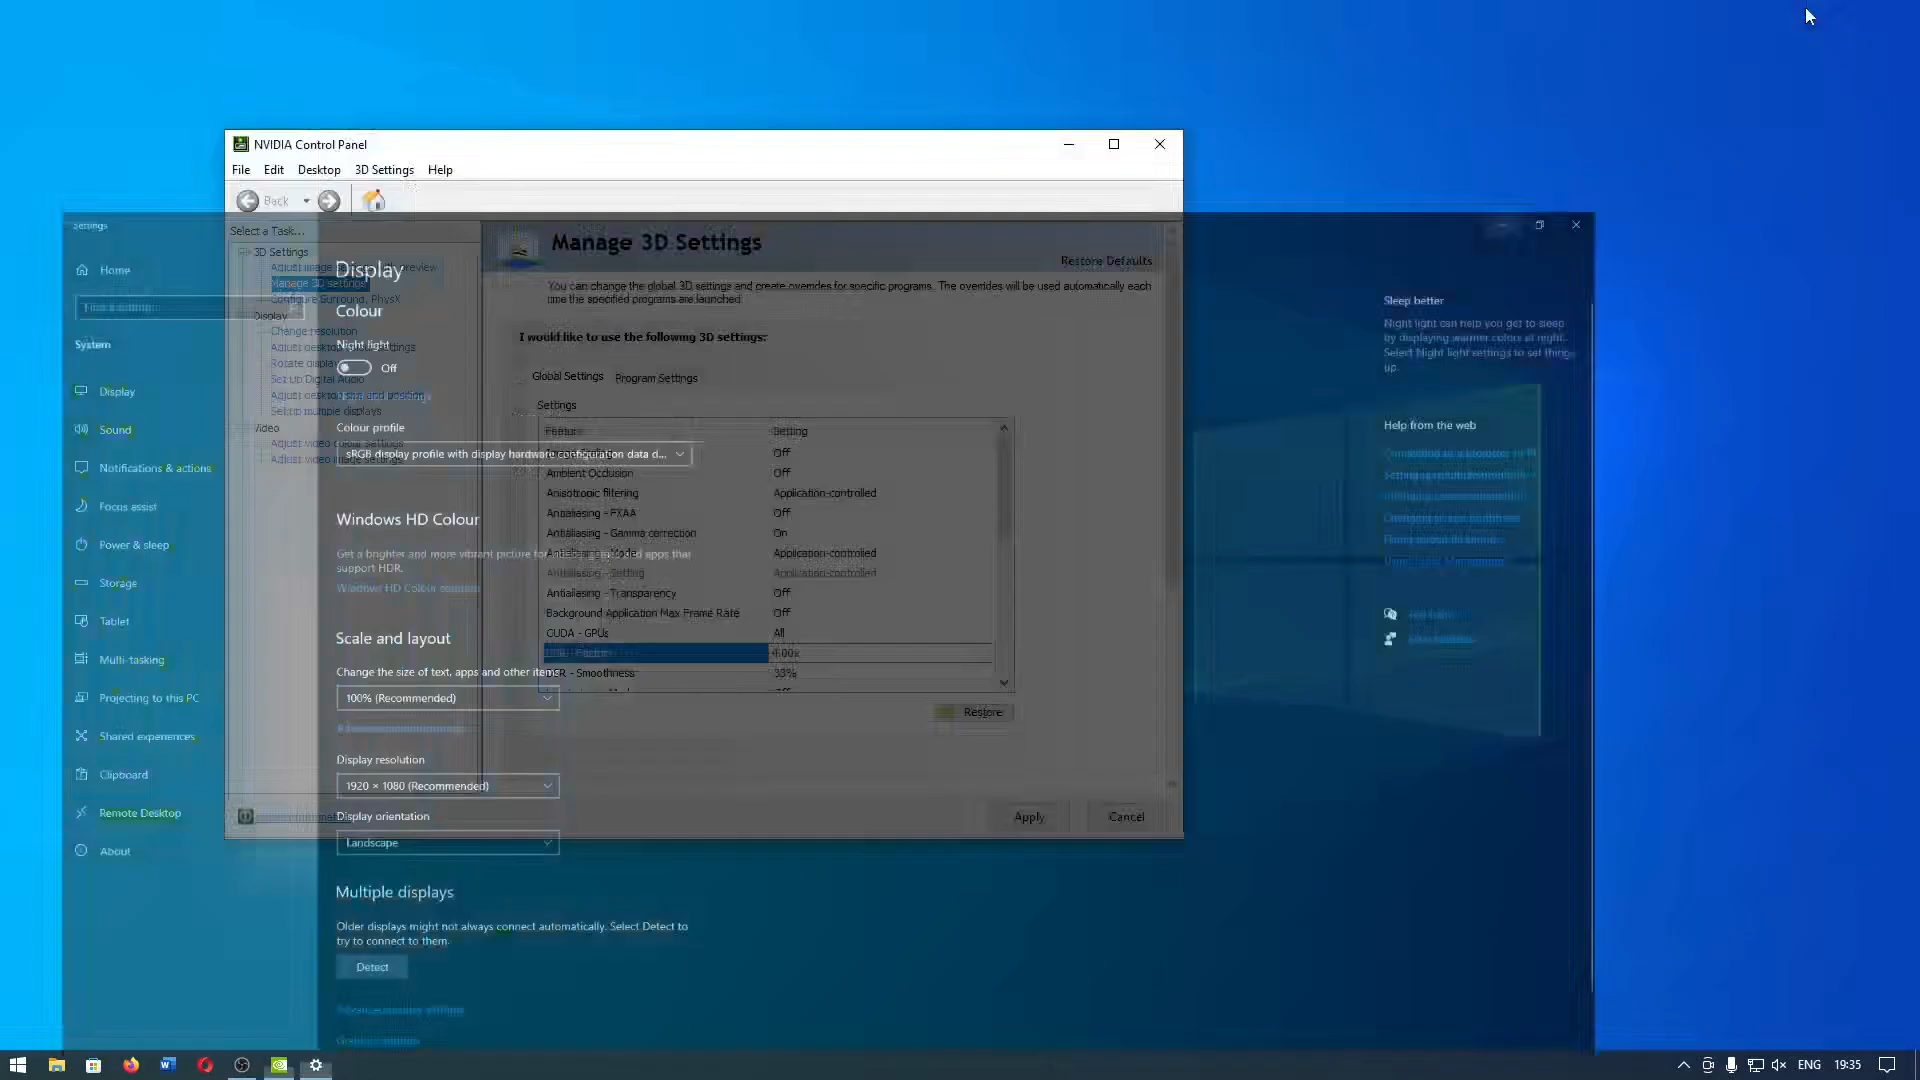 NVIDIA Control Panel
File Edit Desktop 3D Settings Help
Back
Select a Task...
3D Settings
Manage 3D settings
Configure Surround, PhysX
Display
Change resolution
Set up Digital Audio
Adjust desktop size and position
Set up multiple displays
Video
Adjust video colour settings
Adjust video image settings
Manage 3D Settings
Restore Defaults
You can change the global 3D settings and create overrides for specific programs. The overrides will be used automatically each
time the specified programs are launched.
I would like to use the following 3D settings:
Global Settings Program Settings
Settings
Feature Setting
Off
Ambient Occlusion Off
Anisotropic filtering Application-controlled
Antialiasing - FXAA Off
Antialiasing - Gamma correction On
Antialiasing - Mode Application-controlled
Antialiasing - Setting Application-controlled
Antialiasing - Transparency Off
Background Application Max Frame Rate Off
CUDA - GPUs All
4.00x
DSR - Smoothness 33%
Restore
Apply Cancel
Settings
Home
Find a setting
System
Display
Sound
Notifications & actions
Focus assist
Power & sleep
Storage
Tablet
Multi-tasking
Projecting to this PC
Shared experiences
Clipboard
Remote Desktop
About
Display
Colour
Night light
Off
Colour profile
sRGB display profile with display hardware configuration data d...
Windows HD Colour
Get a brighter and more vibrant picture for apps that
support HDR.
Windows HD Colour settings
Scale and layout
Change the size of text, apps and other items
100% (Recommended)
Display resolution
1920 × 1080 (Recommended)
Display orientation
Landscape
Multiple displays
Older displays might not always connect automatically. Select Detect to
try to connect to them.
Detect
Advanced display settings
Graphics settings
Sleep better
Night light can help you get to sleep
by displaying warmer colors at night.
Select Night light settings to set things
up.
Help from the web
ENG 19:35